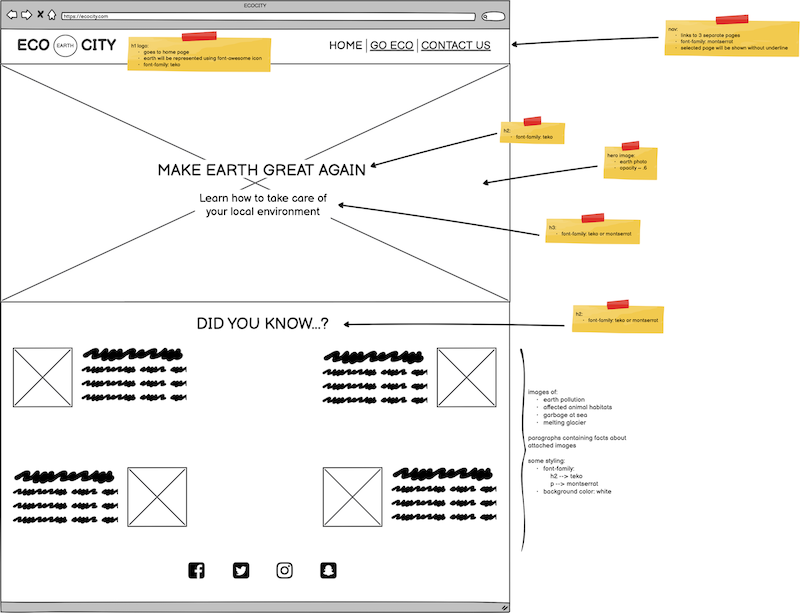 ECOCITY
https://ecocity.com
ECO EARTH CITY
HOME GO ECO CONTACT US
h1 logo:
- goes to home page
- earth will be represented using font-awesome icon
- font-family: teko
nav:
- links to 3 separate pages
- font-family: montserrat
- selected page will be shown without underline
MAKE EARTH GREAT AGAIN
Learn how to take care of
your local environment
h2:
- font-family: teko
hero image:
- earth photo
- opacity - .6
h3:
- font-family: teko or montserrat
DID YOU KNOW...?
h2:
- font-family: teko or montserrat
images of:
- earth pollution
- affected animal habitats
- garbage at sea
- melting glacier
paragraphs containing facts about
attached images
same styling:
- font-family:
h2 --> teko
p --> montserrat
- background color: white